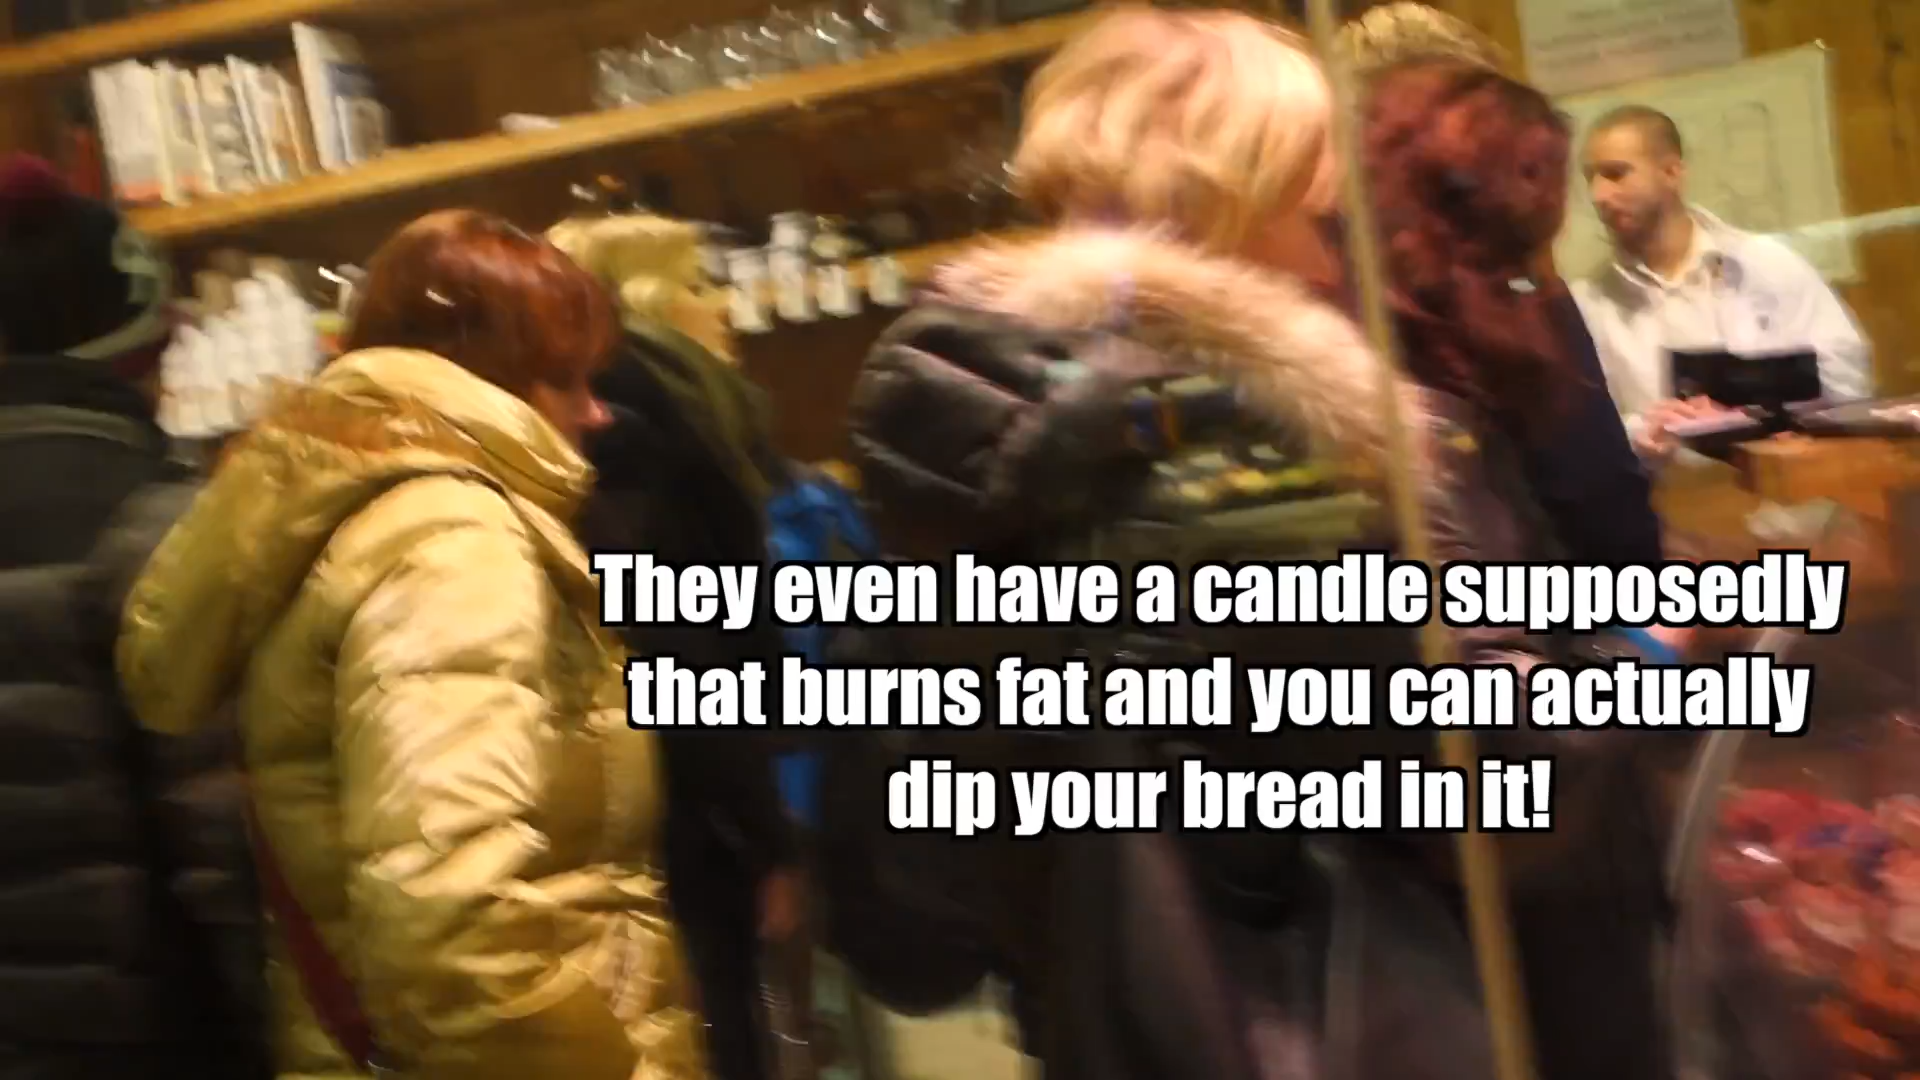 They even have a candle supposedly
that burns fat and you can actually
dip your bread in it!